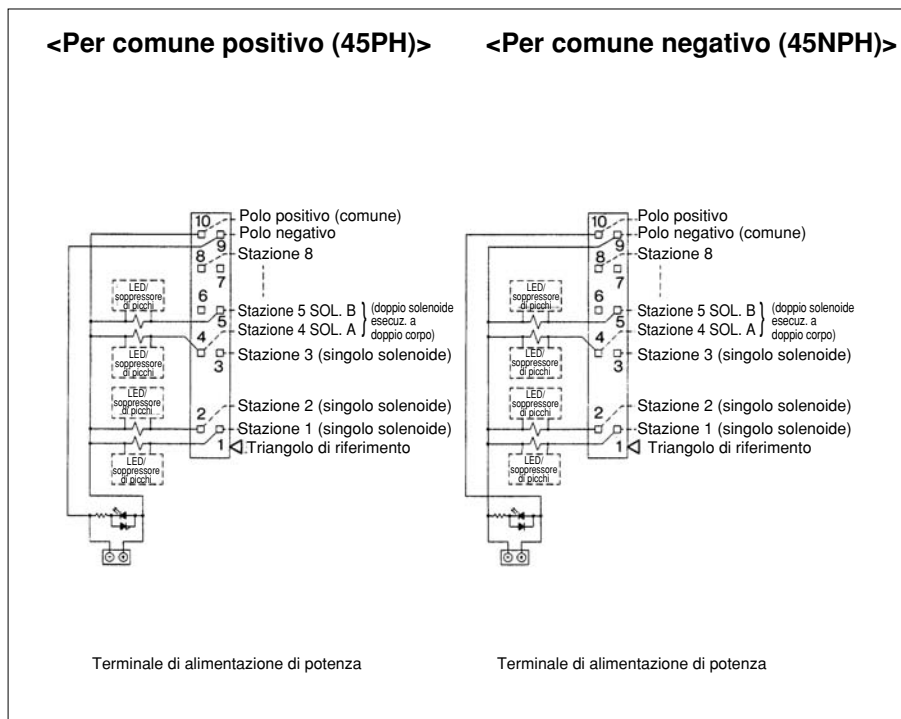 <Per comune positivo (45PH)>
10
Polo positivo (comune)
Polo negativo
9
8
Stazione 8
7
LED/
soppressore
di picchi
6
Stazione 5 SOL. B
5
Stazione 4 SOL. A
(doppio solenoide
esecuz. a
doppio corpo)
4
LED/
soppressore
di picchi
Stazione 3 (singolo solenoide)
3
LED/
soppressore
di picchi
2
Stazione 2 (singolo solenoide)
Stazione 1 (singolo solenoide)
1
Triangolo di riferimento
LED/
soppressore
di picchi
Terminale di alimentazione di potenza
<Per comune negativo (45NPH)>
10
Polo positivo
Polo negativo (comune)
9
8
Stazione 8
7
LED/
soppressore
di picchi
6
Stazione 5 SOL. B
5
Stazione 4 SOL. A
(doppio solenoide
esecuz. a
doppio corpo)
4
LED/
soppressore
di picchi
Stazione 3 (singolo solenoide)
3
LED/
soppressore
di picchi
2
Stazione 2 (singolo solenoide)
Stazione 1 (singolo solenoide)
1
Triangolo di riferimento
LED/
soppressore
di picchi
Terminale di alimentazione di potenza